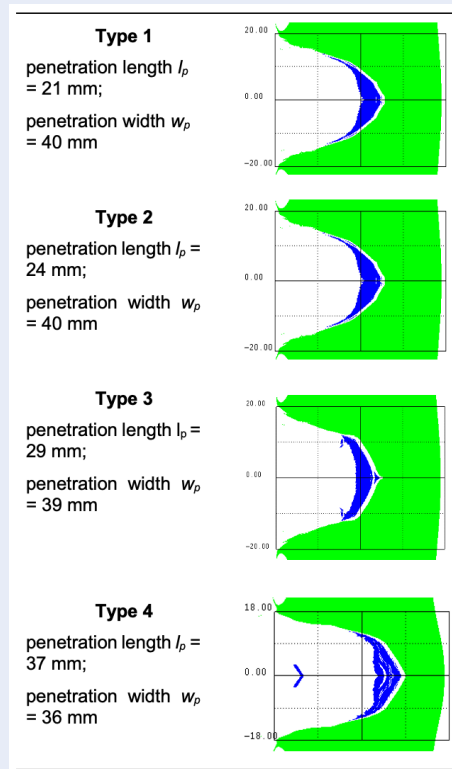 Type 1
penetration length lₚ
= 21 mm;
penetration width wₚ
= 40 mm
20.00
0.00
−20.00
Type 2
penetration length lₚ =
24 mm;
penetration width wₚ
= 40 mm
20.00
0.00
−20.00
Type 3
penetration length lₚ =
29 mm;
penetration width wₚ
= 39 mm
20.00
0.00
−20.00
Type 4
penetration length lₚ =
37 mm;
penetration width wₚ
= 36 mm
18.00
0.00
−18.00